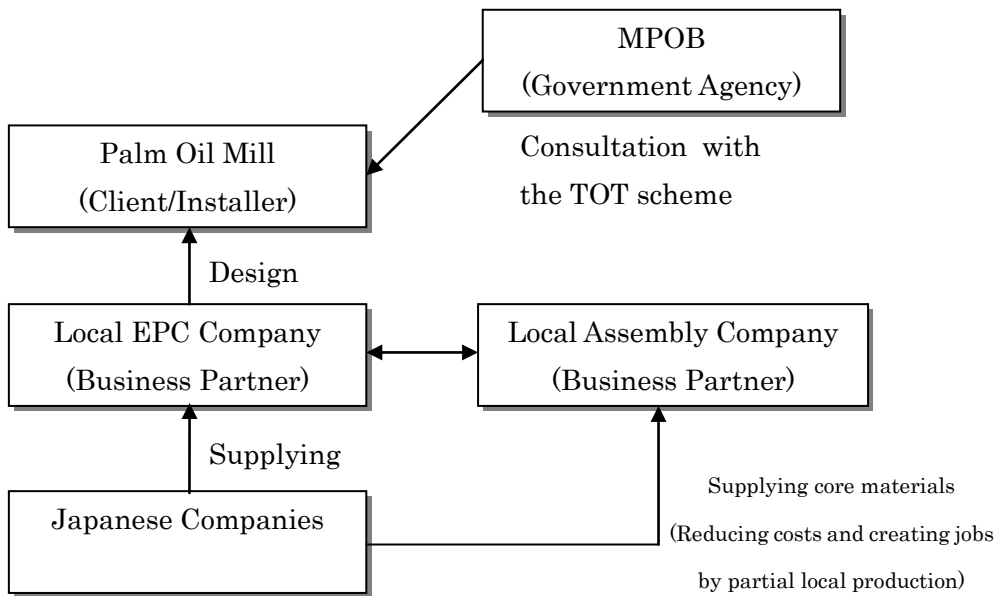 MPOB
(Government Agency)
Consultation with
the TOT scheme
Palm Oil Mill
(Client/Installer)
Design
Local EPC Company
(Business Partner)
Local Assembly Company
(Business Partner)
Supplying
Japanese Companies
Supplying core materials
(Reducing costs and creating jobs
by partial local production)